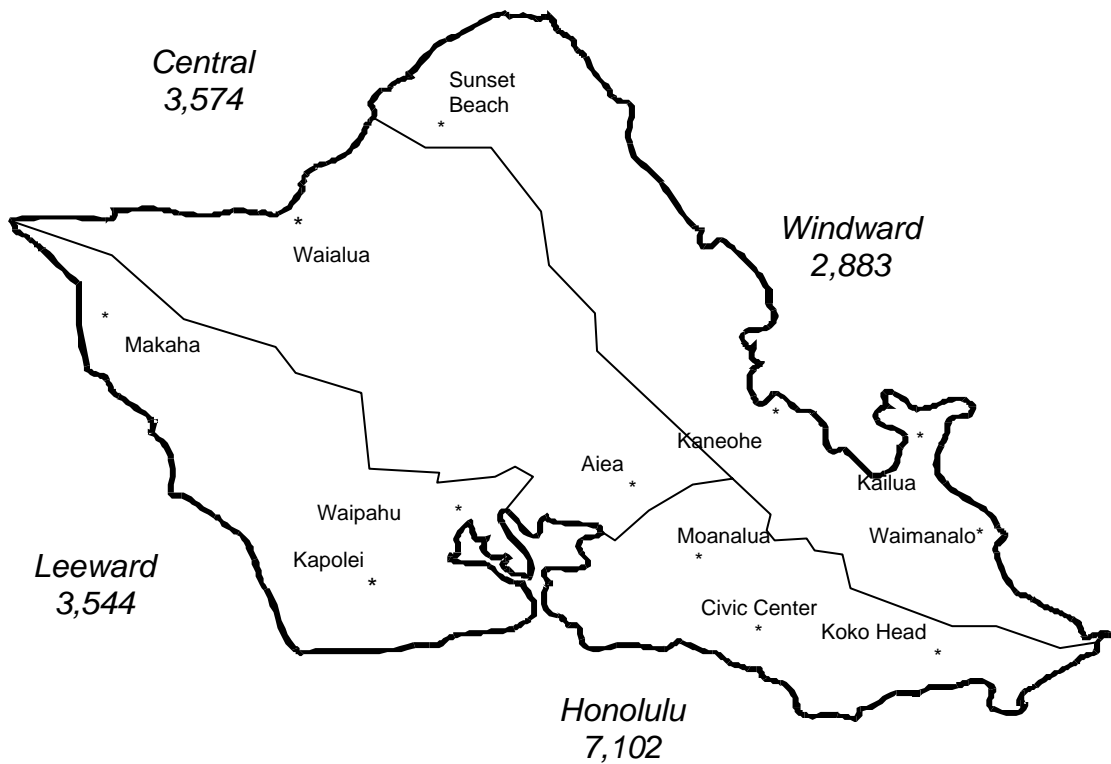 Central
3,574
Sunset
Beach
*
*
Waialua
Windward
2,883
*
Makaha
*
Kaneohe
*
Aiea
*
Kailua
Waipahu
*
Moanalua
*
Waimanalo
*
Kapolei
*
Leeward
3,544
Civic Center
*
Koko Head
*
Honolulu
7,102